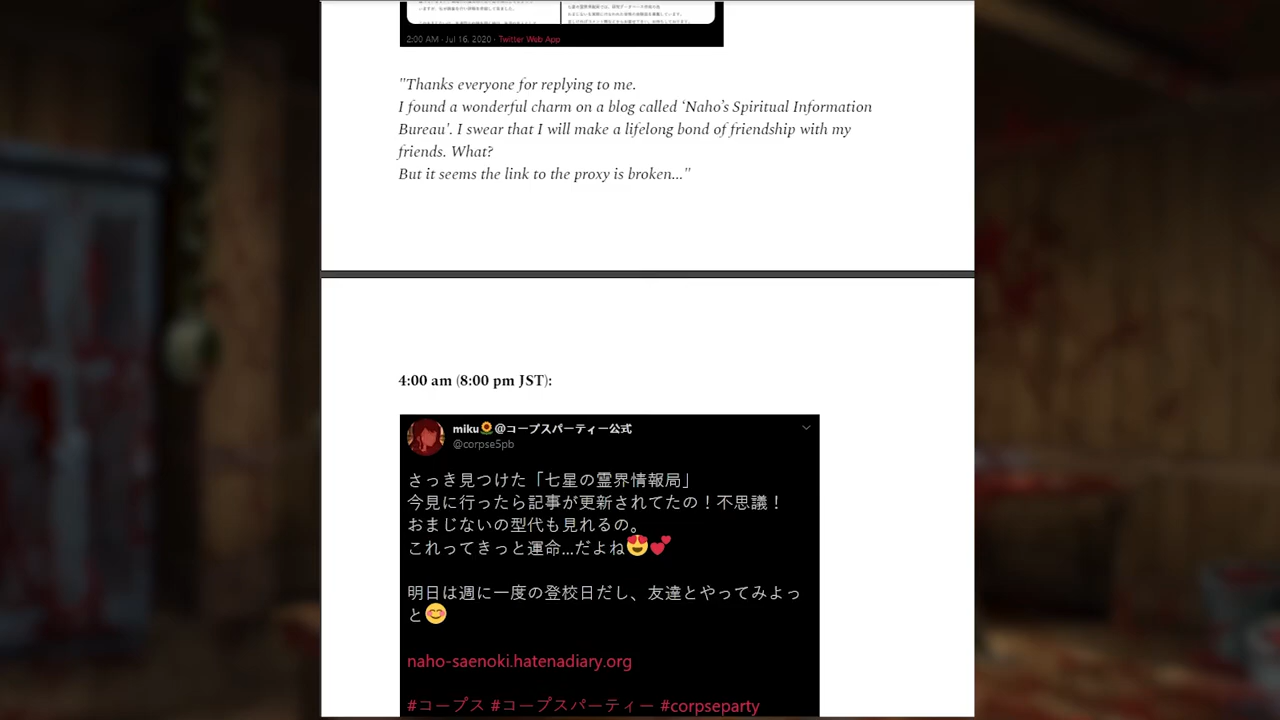 2:00 AM · Jul 16, 2020 · Twitter Web App
"Thanks everyone for replying to me.
I found a wonderful charm on a blog called ‘Naho’s Spiritual Information
Bureau’. I swear that I will make a lifelong bond of friendship with my
friends. What?
But it seems the link to the proxy is broken..."
4:00 am (8:00 pm JST):
miku🌻@コープスパーティー公式
@corpse5pb
さっき見つけた「七星の霊界情報局」
今見に行ったら記事が更新されてたの！不思議！
おまじないの型代も見れるの。
これってきっと運命...だよね😍💕
明日は週に一度の登校日だし、友達とやってみよっ
と😊
naho-saenoki.hatenadiary.org
#コープス #コープスパーティー #corpseparty